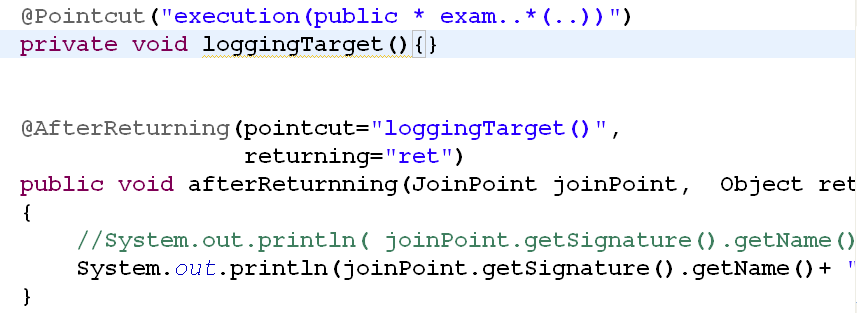 @Pointcut("execution(public * exam..*(..))")
private void loggingTarget(){}
@AfterReturning(pointcut="loggingTarget()",
returning="ret")
public void afterReturnning(JoinPoint joinPoint,  Object ret
{
//System.out.println( joinPoint.getSignature().getName()
System.out.println(joinPoint.getSignature().getName()+ "
}